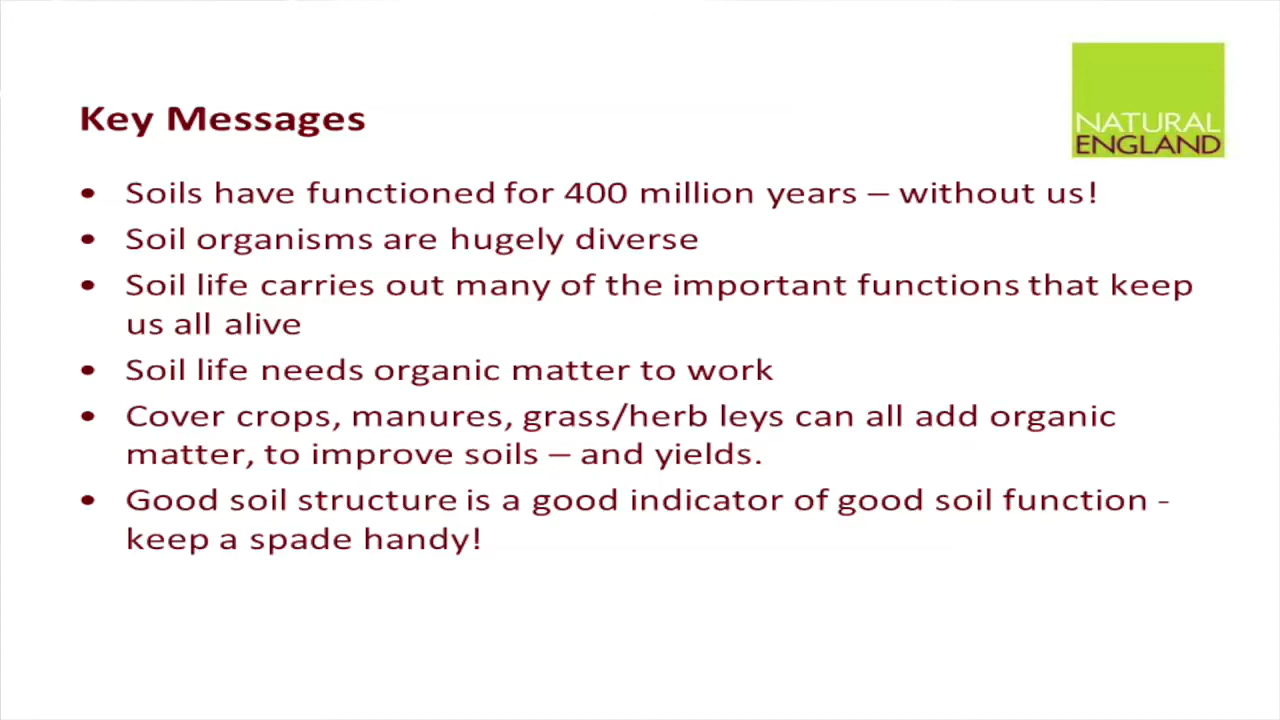 NATURAL
ENGLAND
Key Messages
• Soils have functioned for 400 million years – without us!
• Soil organisms are hugely diverse
• Soil life carries out many of the important functions that keep
us all alive
• Soil life needs organic matter to work
• Cover crops, manures, grass/herb leys can all add organic
matter, to improve soils – and yields.
• Good soil structure is a good indicator of good soil function -
keep a spade handy!